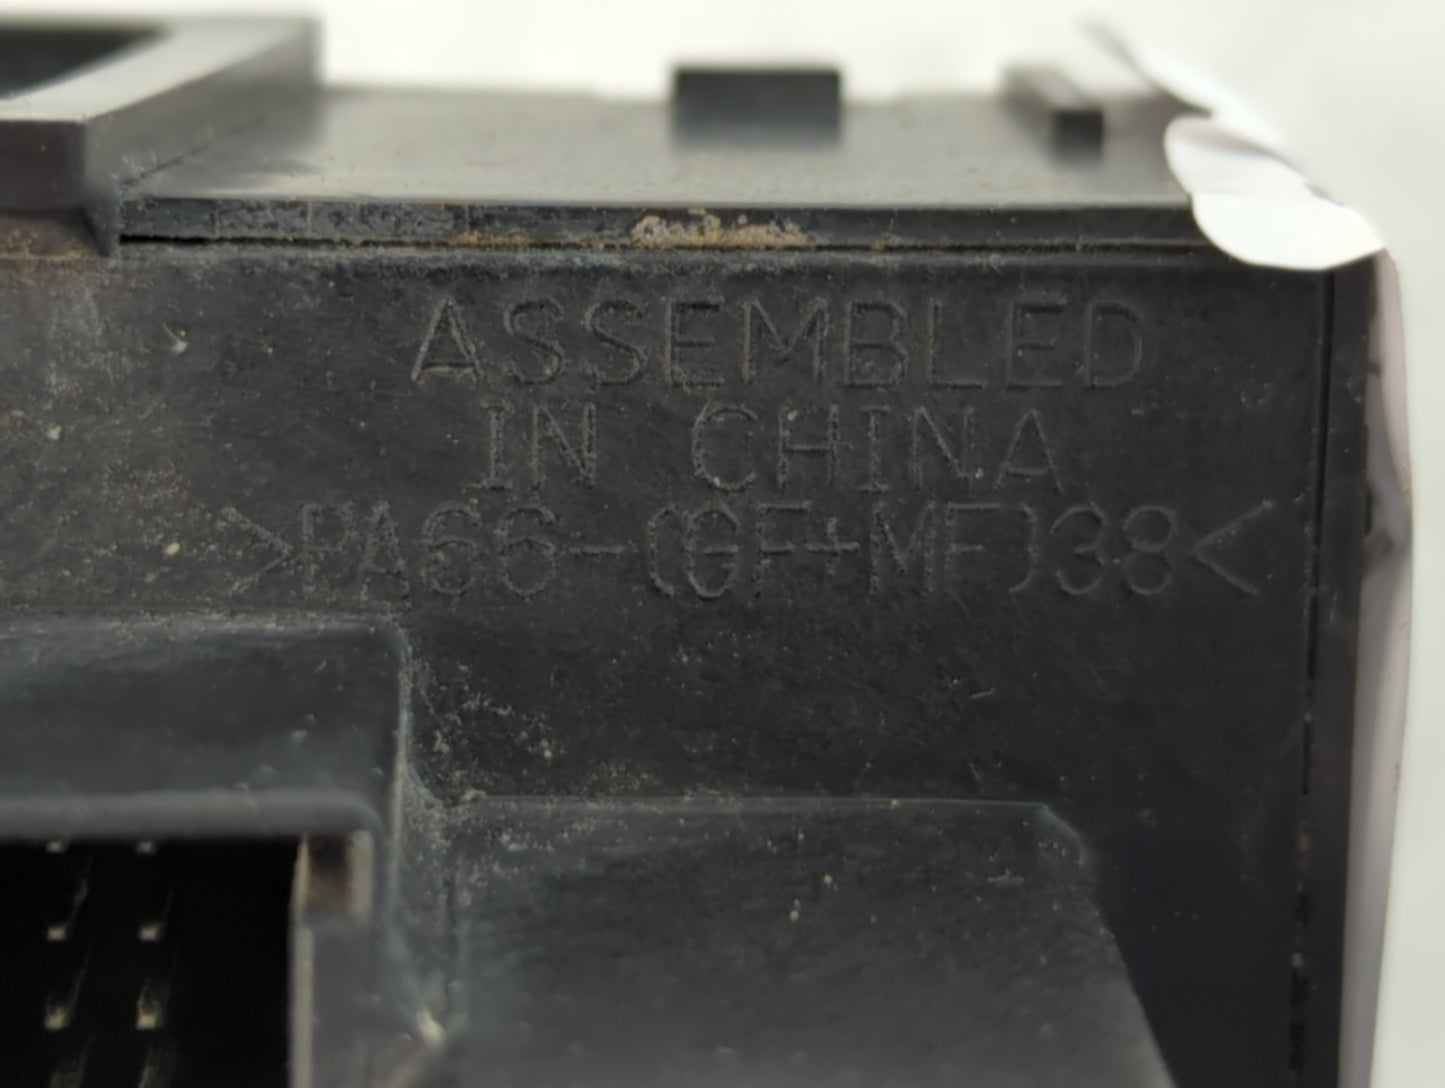 ASSEMBLED
IN CHINA
>PA66-(GF+MF)38<